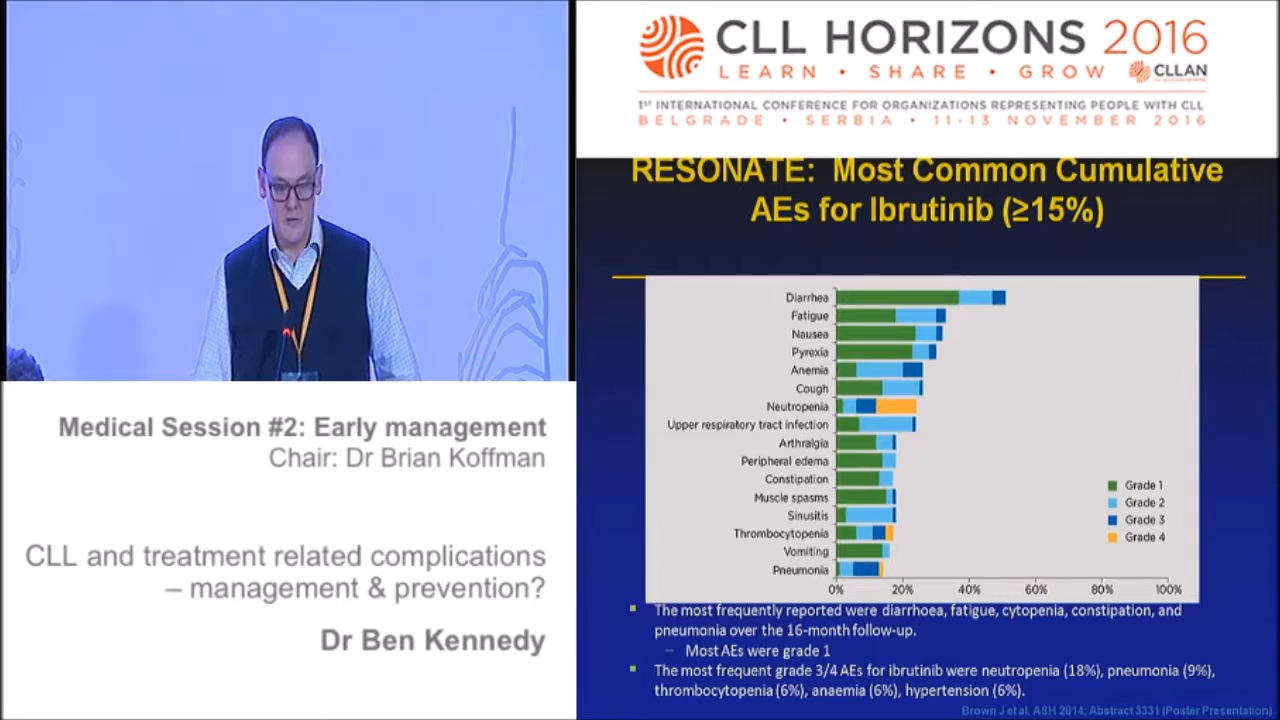 CLL HORIZONS 2016
LEARN • SHARE • GROW
CLLAN
1ST INTERNATIONAL CONFERENCE FOR ORGANIZATIONS REPRESENTING PEOPLE WITH CLL
BELGRADE • SERBIA • 11-13 NOVEMBER 2016
RESONATE: Most Common Cumulative
AEs for Ibrutinib (≥15%)
Diarrhea
Fatigue
Nausea
Pyrexia
Anemia
Cough
Neutropenia
Upper respiratory tract infection
Arthralgia
Peripheral edema
Constipation
Muscle spasms
Sinusitis
Thrombocytopenia
Vomiting
Pneumonia
0% 20% 40% 60% 80% 100%
Grade 1
Grade 2
Grade 3
Grade 4
The most frequently reported were diarrhoea, fatigue, cytopenia, constipation, and
pneumonia over the 16-month follow-up.
– Most AEs were grade 1
The most frequent grade 3/4 AEs for ibrutinib were neutropenia (18%), pneumonia (9%),
thrombocytopenia (6%), anaemia (6%), hypertension (6%).
Brown J et al. ASH 2014; Abstract 3331 (Poster Presentation)
Medical Session #2: Early management
Chair: Dr Brian Koffman
CLL and treatment related complications
– management & prevention?
Dr Ben Kennedy